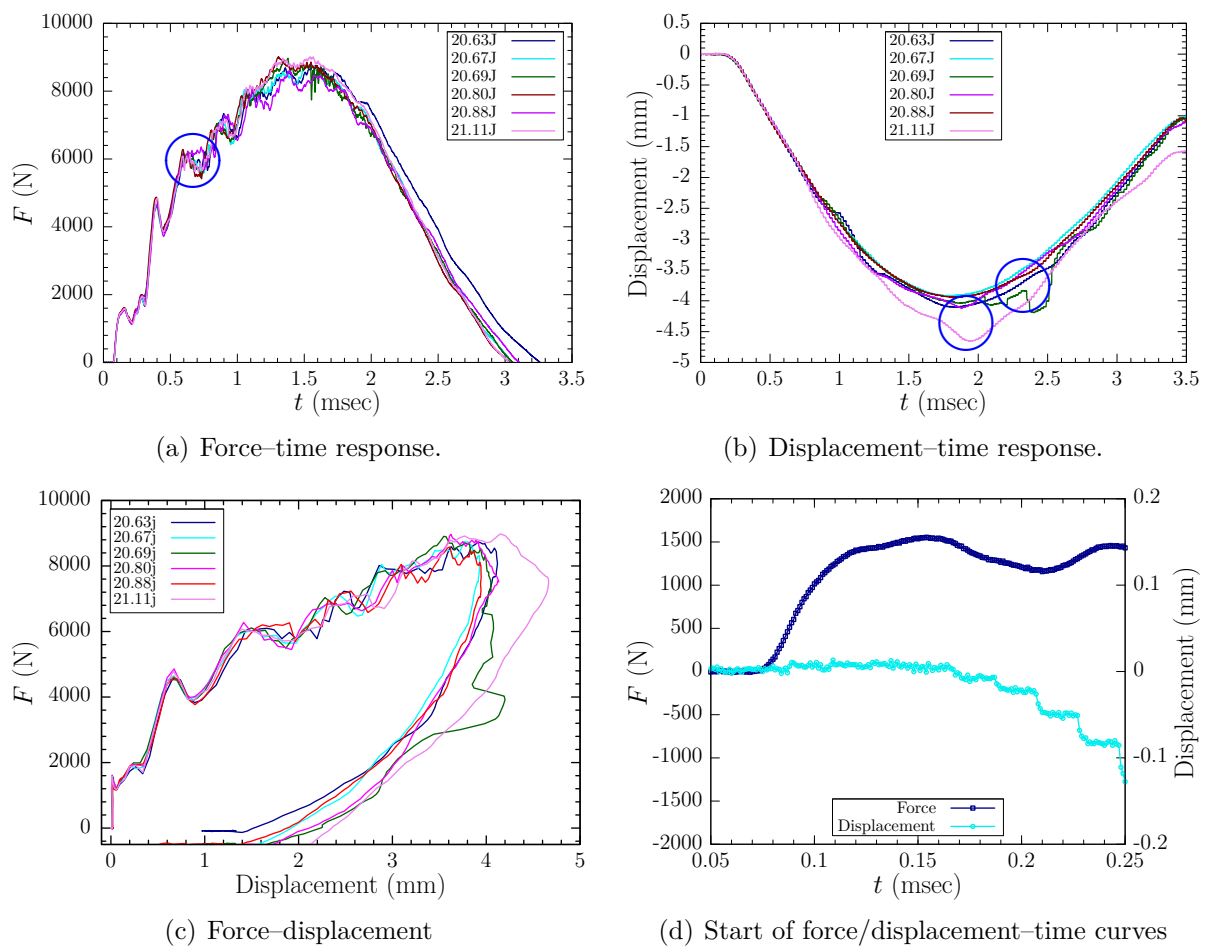 10000
8000
6000
4000
2000
0
F (N)
0 0.5 1 1.5 2 2.5 3 3.5
t (msec)
20.63J
20.67J
20.69J
20.80J
20.88J
21.11J
(a) Force–time response.
0.5
0
-0.5
-1
-1.5
-2
-2.5
-3
-3.5
-4
-4.5
-5
Displacement (mm)
0 0.5 1 1.5 2 2.5 3 3.5
t (msec)
20.63J
20.67J
20.69J
20.80J
20.88J
21.11J
(b) Displacement–time response.
10000
8000
6000
4000
2000
0
F (N)
0 1 2 3 4 5
Displacement (mm)
20.63j
20.67j
20.69j
20.80j
20.88j
21.11j
(c) Force–displacement
2000
1500
1000
500
0
-500
-1000
-1500
-2000
F (N)
0.2
0.1
0
-0.1
-0.2
Displacement (mm)
Force
Displacement
0.05 0.1 0.15 0.2 0.25
t (msec)
(d) Start of force/displacement–time curves